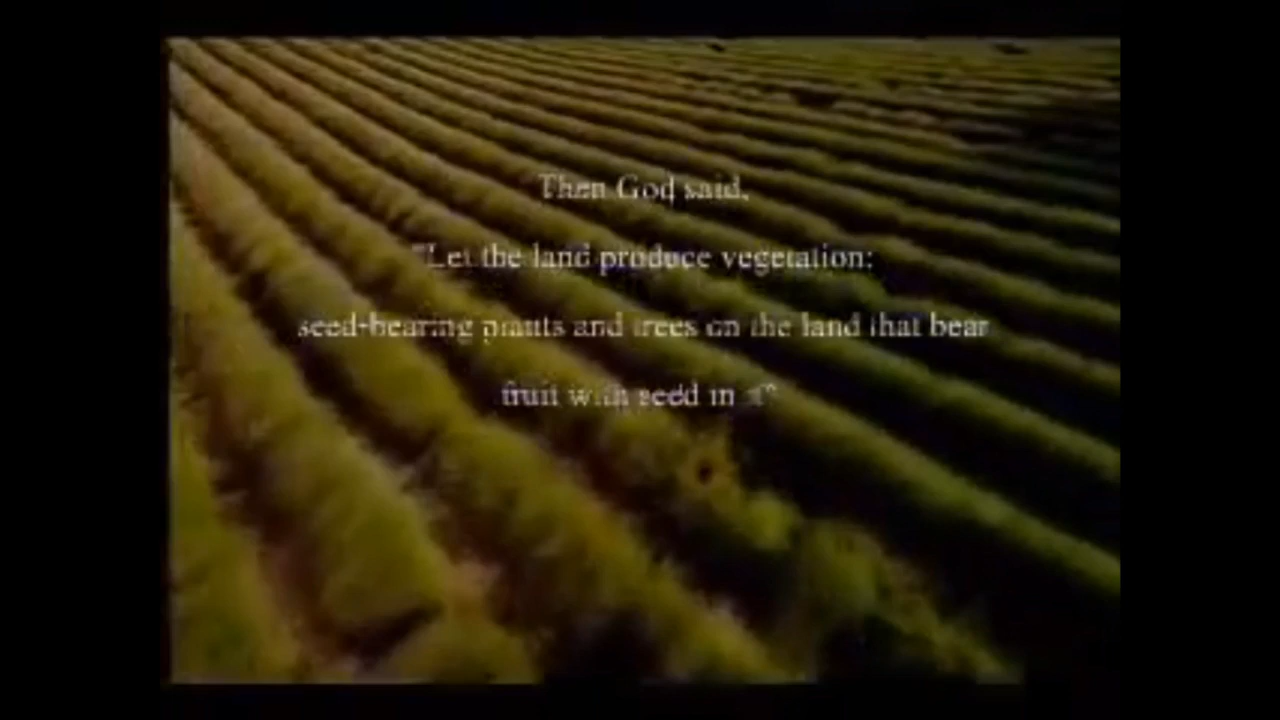 Then God said,
"Let the land produce vegetation:
seed-bearing plants and trees on the land that bear
fruit with seed in it"